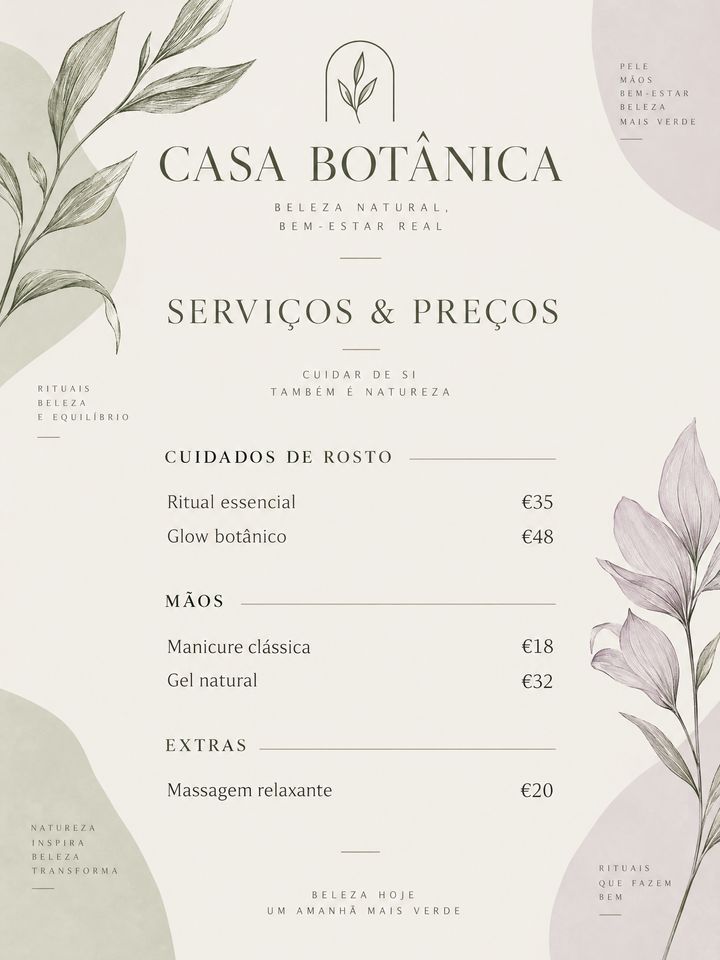 PELE
MÃOS
BEM-ESTAR
BELEZA
MAIS VERDE
CASA BOTÂNICA
BELEZA NATURAL,
BEM-ESTAR REAL
SERVIÇOS & PREÇOS
CUIDAR DE SI
TAMBÉM É NATUREZA
RITUAIS
BELEZA
E EQUILÍBRIO
CUIDADOS DE ROSTO
Ritual essencial €35
Glow botânico €48
MÃOS
Manicure clássica €18
Gel natural €32
EXTRAS
Massagem relaxante €20
NATUREZA
INSPIRA
BELEZA
TRANSFORMA
RITUAIS
QUE FAZEM
BEM
BELEZA HOJE
UM AMANHÃ MAIS VERDE